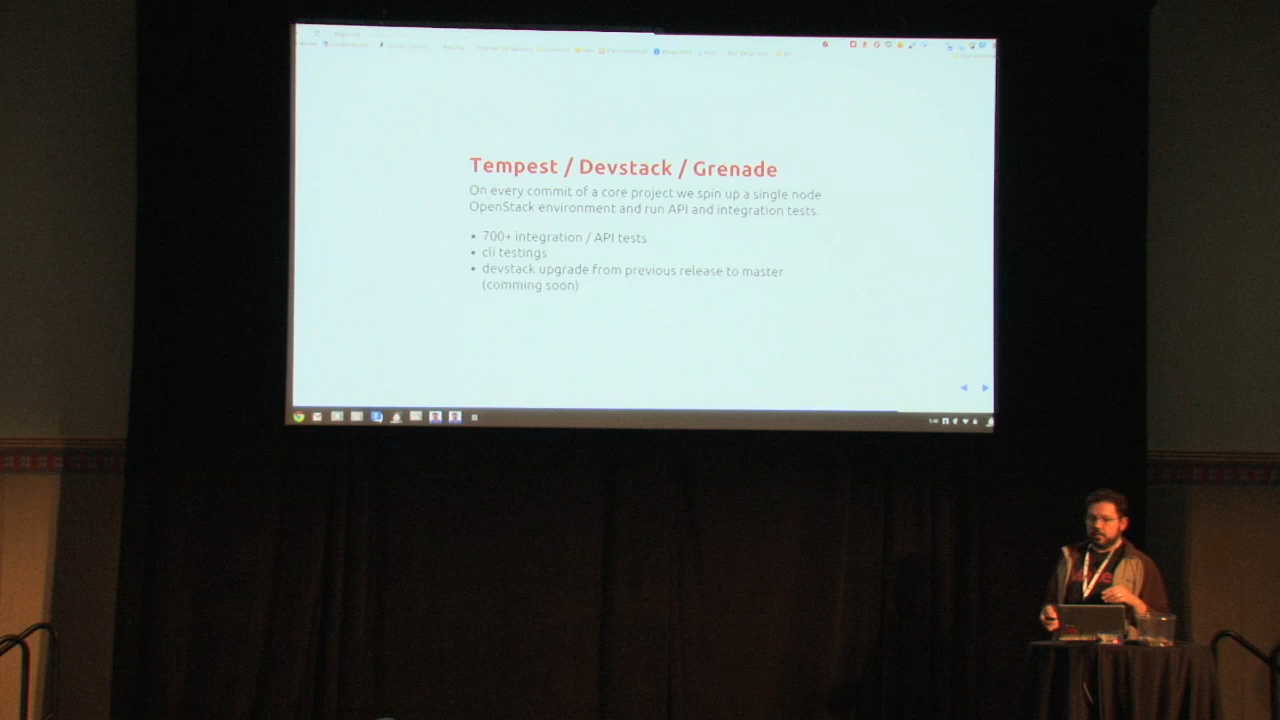 Tempest / Devstack / Grenade
On every commit of a core project we spin up a single node
OpenStack environment and run API and integration tests.
• 700+ integration / API tests
• cli testings
• devstack upgrade from previous release to master
(comming soon)